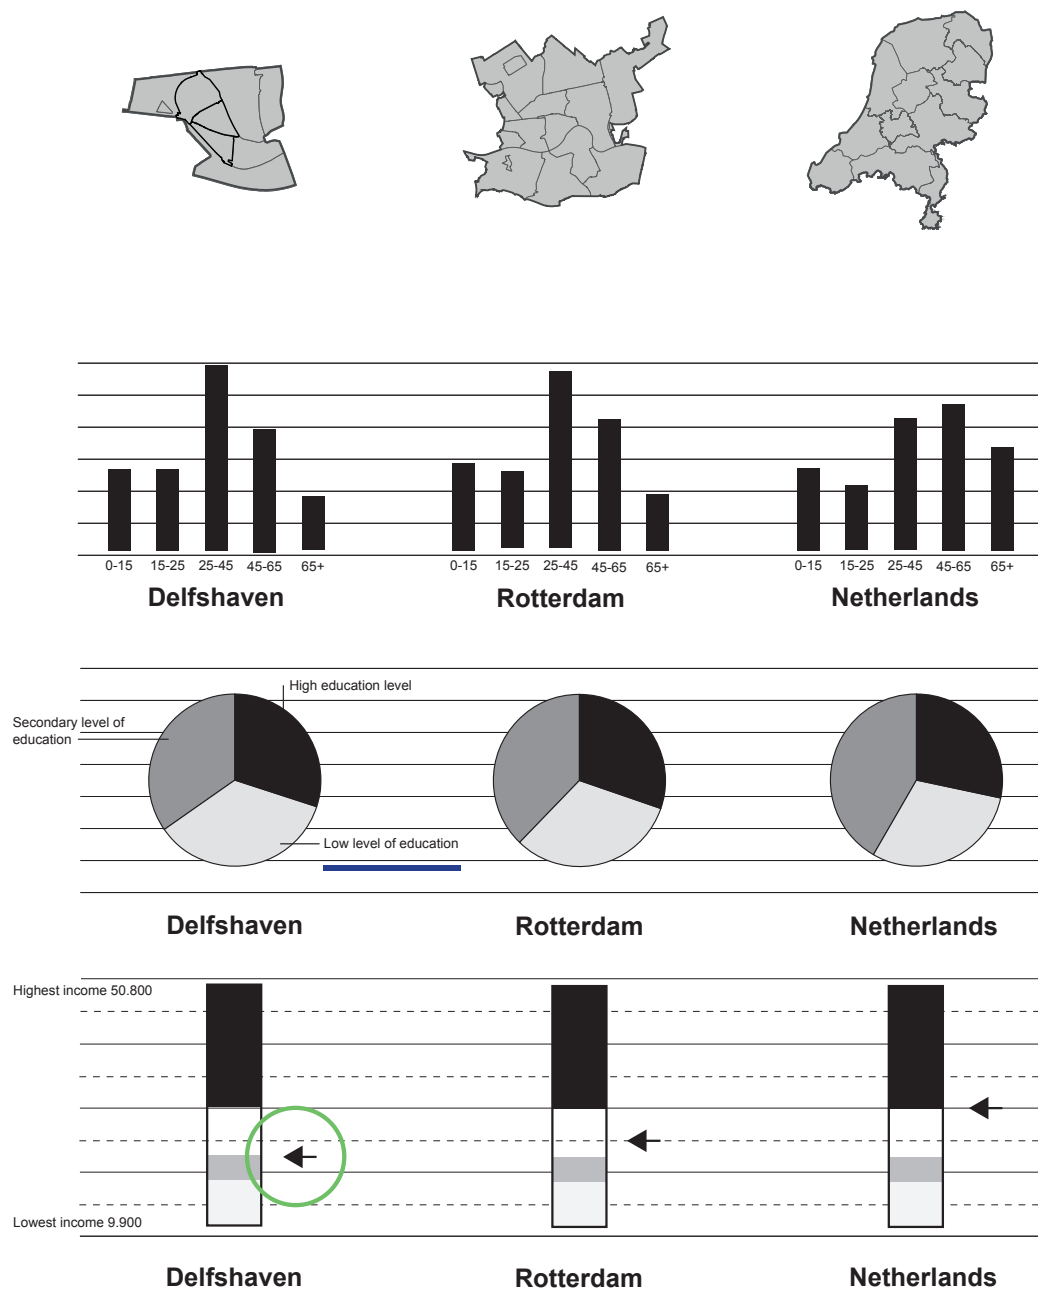 0-15 15-25 25-45 45-65 65+
0-15 15-25 25-45 45-65 65+
0-15 15-25 25-45 45-65 65+
Delfshaven
Rotterdam
Netherlands
High education level
Secondary level of
education
Low level of education
Delfshaven
Rotterdam
Netherlands
Highest income 50.800
Lowest income 9.900
Delfshaven
Rotterdam
Netherlands